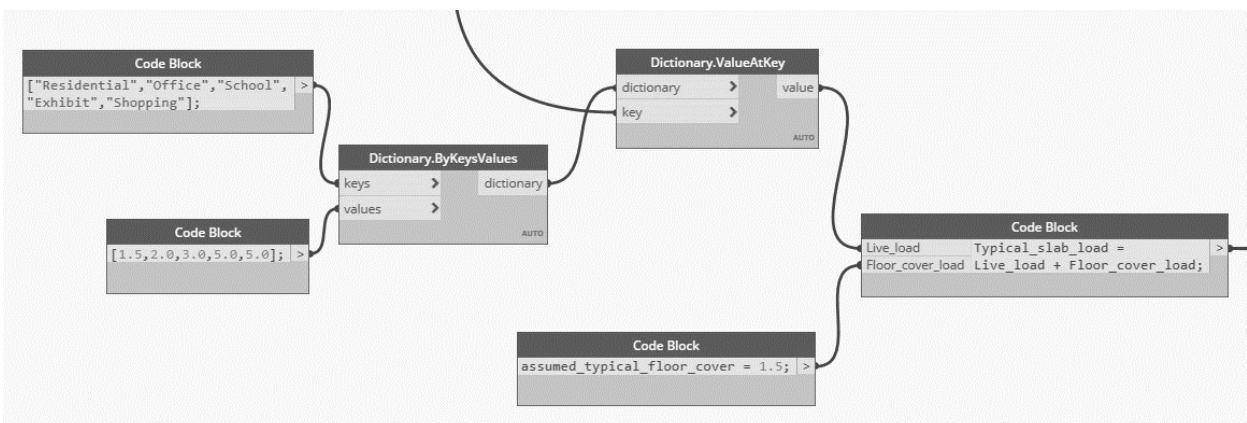 Code Block
["Residential","Office","School", >
"Exhibit","Shopping"];
Dictionary.ByKeysValues
keys > dictionary
values >
AUTO
Code Block
[1.5,2.0,3.0,5.0,5.0]; >
Dictionary.ValueAtKey
dictionary > value
key >
AUTO
Code Block
assumed_typical_floor_cover = 1.5; >
Code Block
Live_load Typical_slab_load = >
Floor_cover_load Live_load + Floor_cover_load;